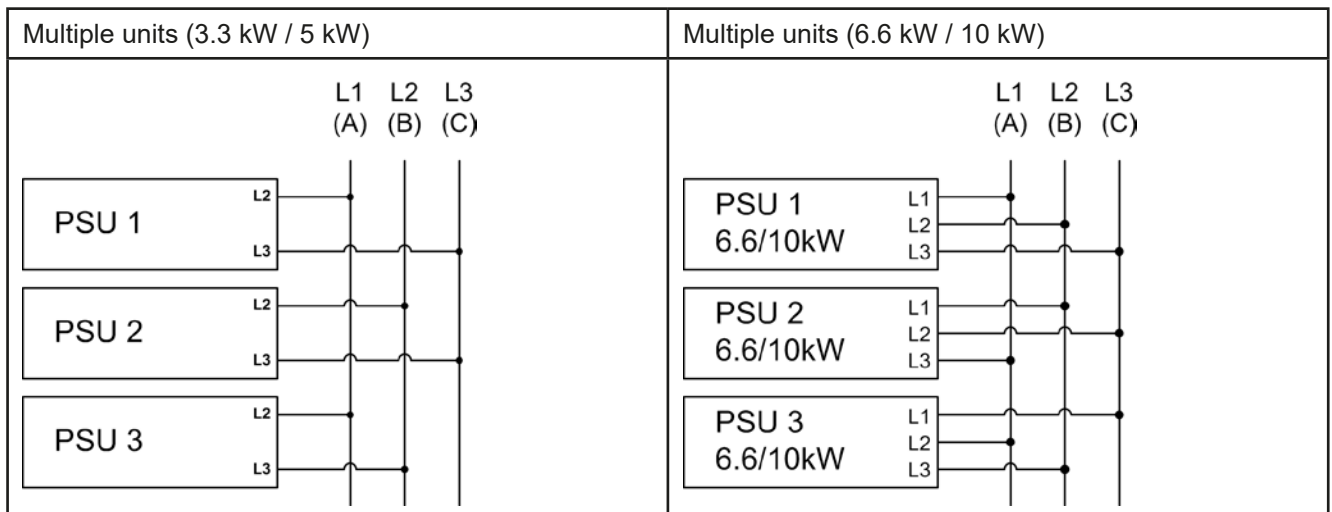 Multiple units (3.3 kW / 5 kW)
L1 L2 L3
(A) (B) (C)
L2
PSU 1
L3
L2
PSU 2
L3
L2
PSU 3
L3
Multiple units (6.6 kW / 10 kW)
L1 L2 L3
(A) (B) (C)
PSU 1 L1
L2
6.6/10kW L3
PSU 2 L1
L2
6.6/10kW L3
PSU 3 L1
L2
6.6/10kW L3